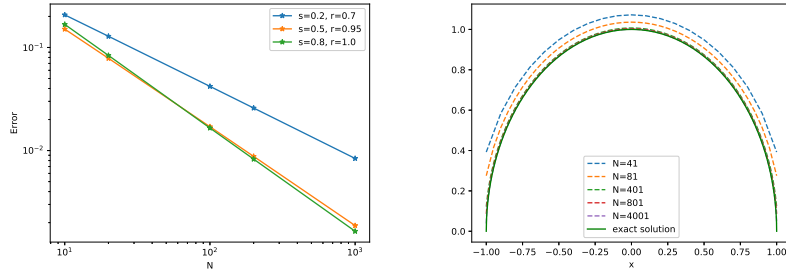 s=0.2, r=0.7
s=0.5, r=0.95
s=0.8, r=1.0
10⁻¹
10⁻²
Error
10¹
10²
10³
N
1.0
0.8
0.6
0.4
0.2
0.0
N=41
N=81
N=401
N=801
N=4001
exact solution
−1.00 −0.75 −0.50 −0.25 0.00 0.25 0.50 0.75 1.00
x